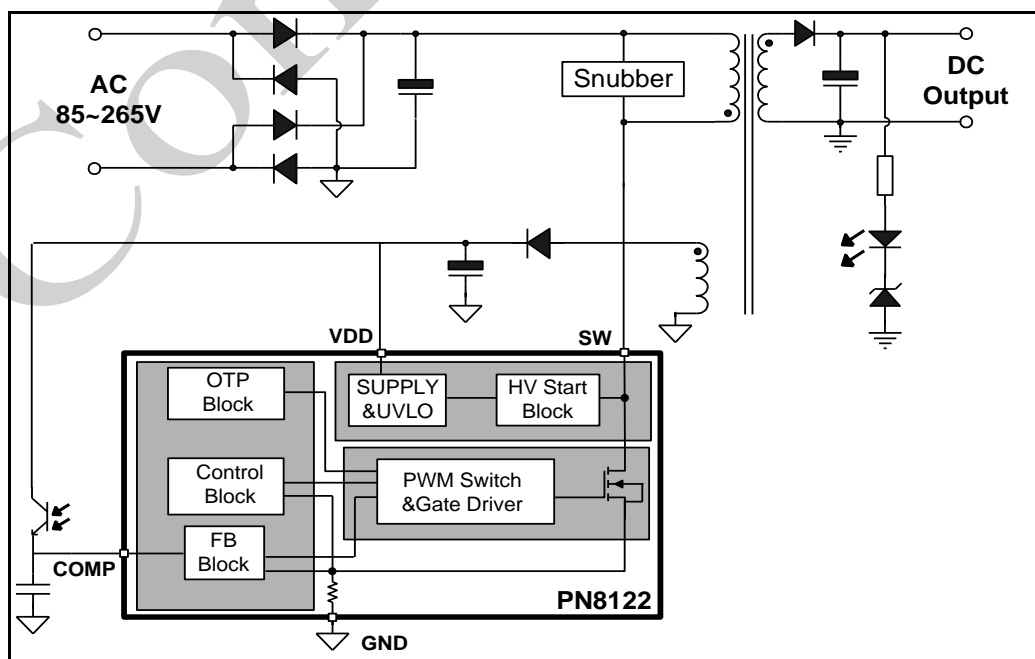 AC
85~265V
Snubber
DC
Output
VDD
SW
OTP
Block
SUPPLY
&UVLO
HV Start
Block
Control
Block
PWM Switch
&Gate Driver
FB
Block
COMP
PN8122
GND
Con